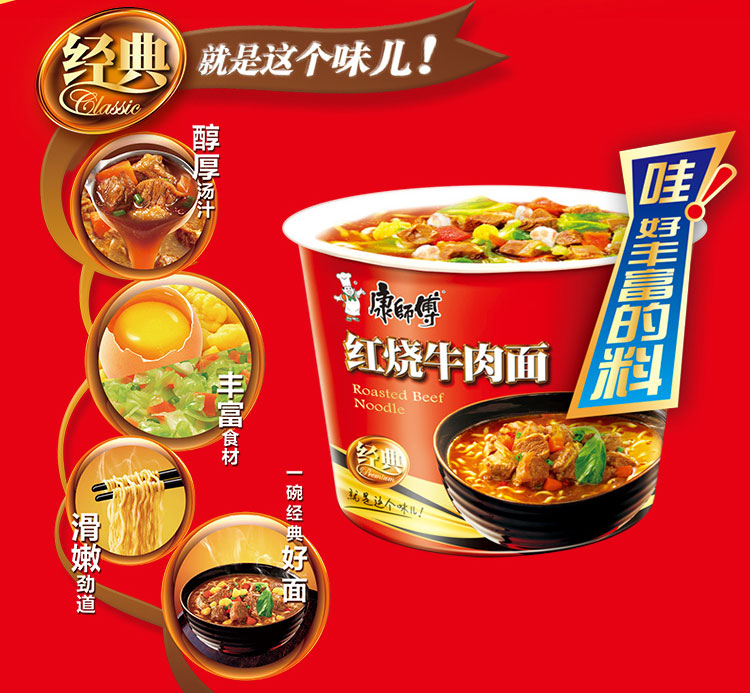 经典
Classic
就是这个味儿！
醇厚汤汁
丰富食材
滑嫩劲道
一碗经典好面
哇！
好丰富的料
康師傅
红烧牛肉面
Roasted Beef
Noodle
经典
Premium
就是这个味儿！